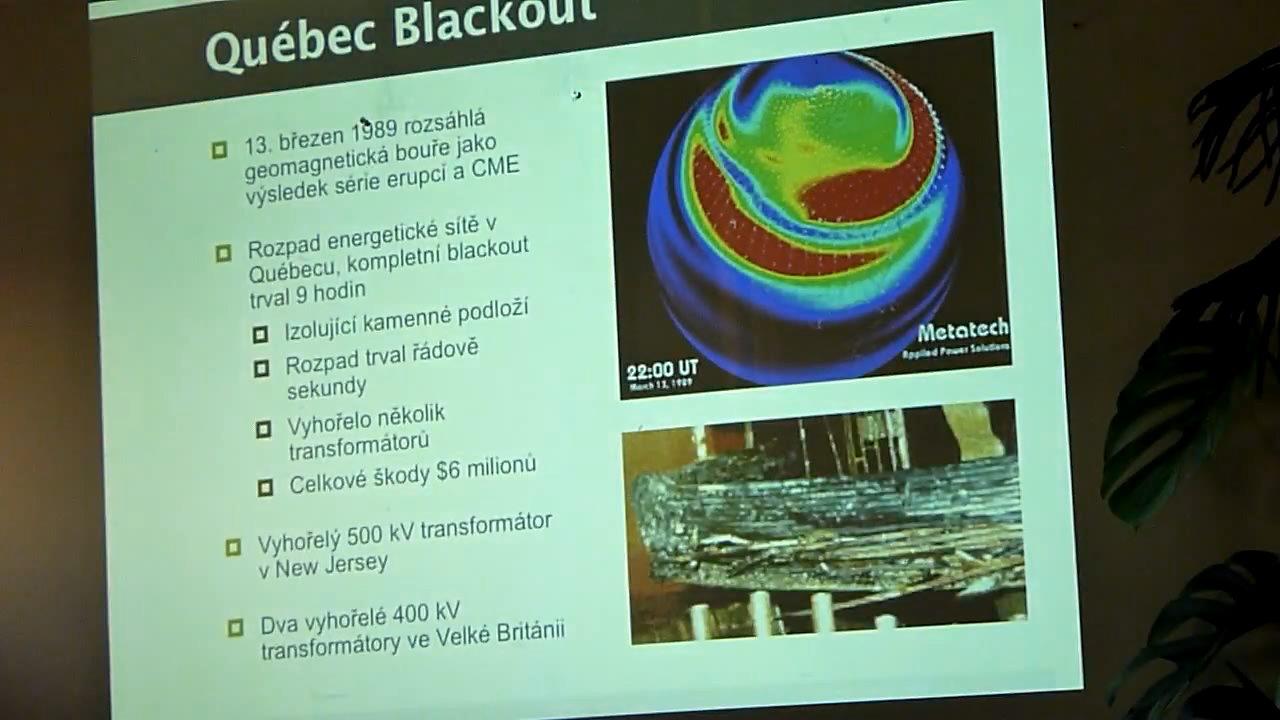 Québec Blackout
13. březen 1989 rozsáhlá
geomagnetická bouře jako
výsledek série erupcí a CME
Rozpad energetické sítě v
Québecu, kompletní blackout
trval 9 hodin
Izolující kamenné podloží
Rozpad trval řádově
sekundy
Vyhořelo několik
transformátorů
Celkové škody $6 milionů
Vyhořelý 500 kV transformátor
v New Jersey
Dva vyhořelé 400 kV
transformátory ve Velké Británii
Metatech
Applied Power Solutions
22:00 UT
March 13, 1989